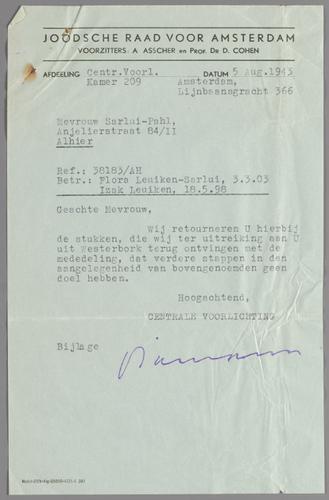 JOODSCHE RAAD VOOR AMSTERDAM
VOORZITTERS: A. ASSCHER en Prof. Dr. D. COHEN
AFDEELING Centr.Voorl. DATUM 5 Aug.1943
Kamer 209 Amsterdam,
Lijnbaansgracht 366
Mevrouw Sarlui-Pahl,
Anjelierstraat 84/II
Alhier
Ref.: 38183/AH
Betr.: Flora Leuiken-Sarlui, 3.3.03
Izak Leuiken, 18.5.98
Geachte Mevrouw,
Wij retourneren U hierbij
de stukken, die wij ter uitreiking aan U
uit Westerbork terug ontvingen met de
mededeling, dat verdere stappen in den
aangelegenheid van bovengenoemden geen
doel hebben.
Hoogachtend,
CENTRALE VOORLICHTING
Bijlage